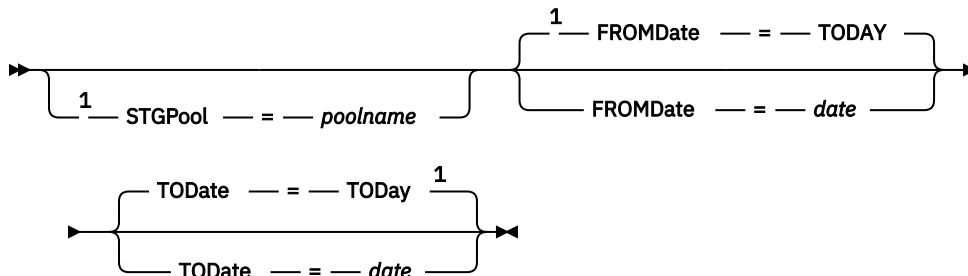 1 FROMDate = TODAY
1 STGPool = poolname FROMDate = date
TODate = TODay 1
TODate = date